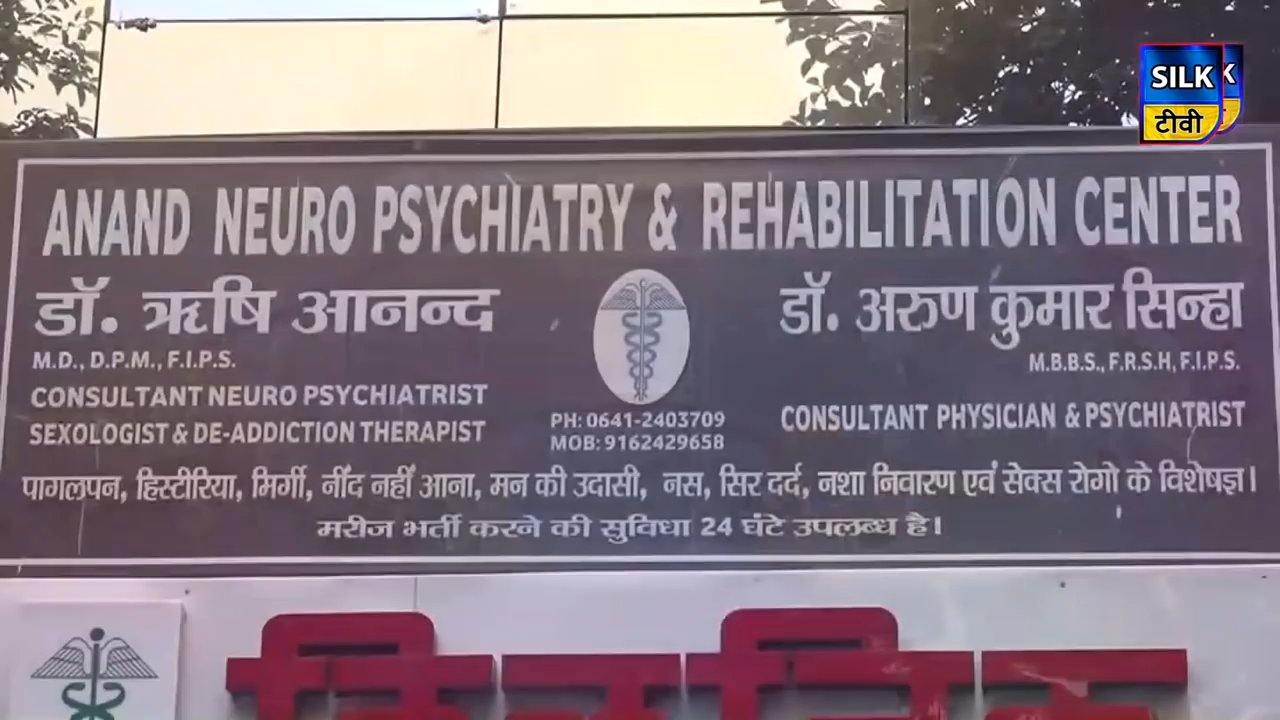 SILK
टीवी
ANAND NEURO PSYCHIATRY & REHABILITATION CENTER
डॉ. ऋषि आनन्द
M.D., D.P.M., F.I.P.S.
CONSULTANT NEURO PSYCHIATRIST
SEXOLOGIST & DE-ADDICTION THERAPIST
PH: 0641-2403709
MOB: 9162429658
डॉ. अरुण कुमार सिन्हा
M.B.B.S., F.R.S.H, F.I.P.S.
CONSULTANT PHYSICIAN & PSYCHIATRIST
पागलपन, हिस्टीरिया, मिर्गी, नींद नहीं आना, मन की उदासी, नस, सिर दर्द, नशा निवारण एवं सेक्स रोगो के विशेषज्ञ।
मरीज भर्ती करने की सुविधा 24 घंटे उपलब्ध है।